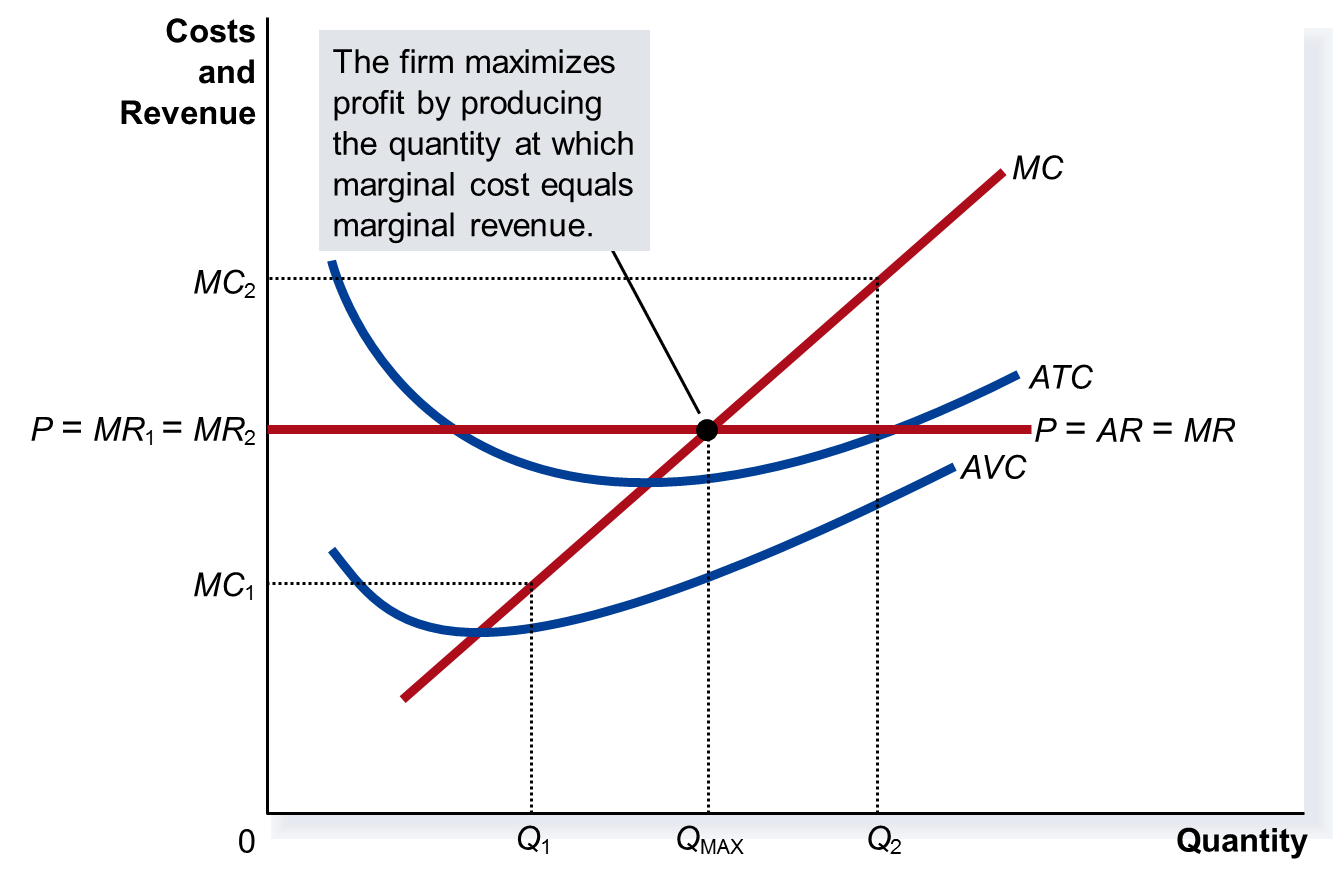 Costs
and
Revenue
The firm maximizes
profit by producing
the quantity at which
marginal cost equals
marginal revenue.
MC
MC₂
ATC
P = MR₁ = MR₂
P = AR = MR
AVC
MC₁
0
Q₁
Q_MAX
Q₂
Quantity